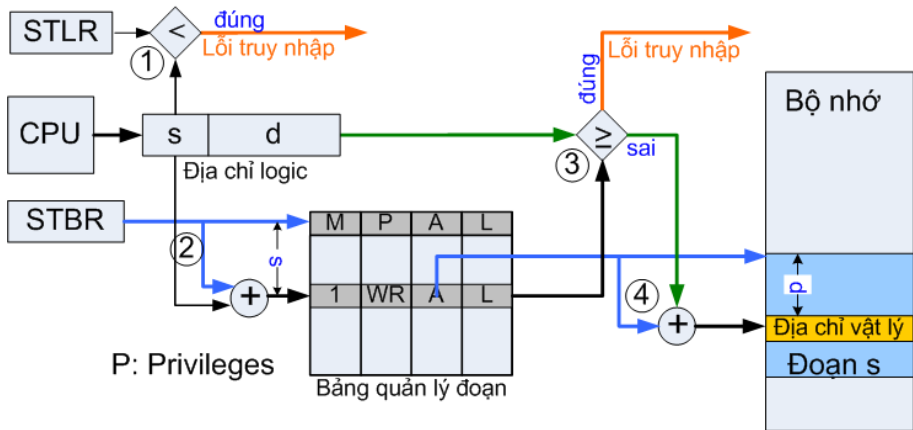 STLR
<
đúng
Lỗi truy nhập
1
CPU
s
d
Địa chỉ logic
đúng
Lỗi truy nhập
≥
sai
3
Bộ nhớ
STBR
2
s
M P A L
1 WR A L
+
4
+
d
Địa chỉ vật lý
Đoạn s
P: Privileges
Bảng quản lý đoạn